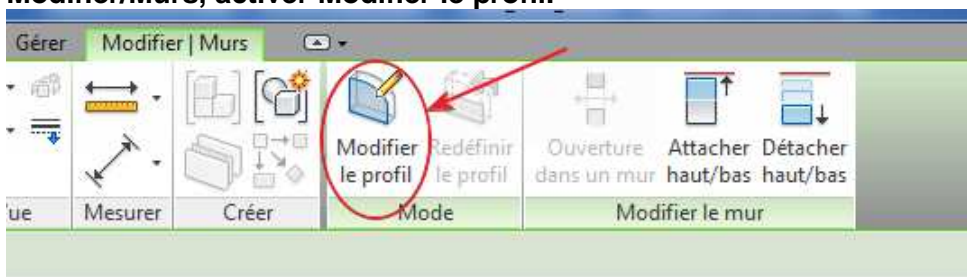 Modifier/Murs, activer Modifier le profil
Gérer Modifier | Murs
Modifier Redéfinir Ouverture Attacher Détacher
le profil le profil dans un mur haut/bas haut/bas
Mesurer Créer Mode Modifier le mur